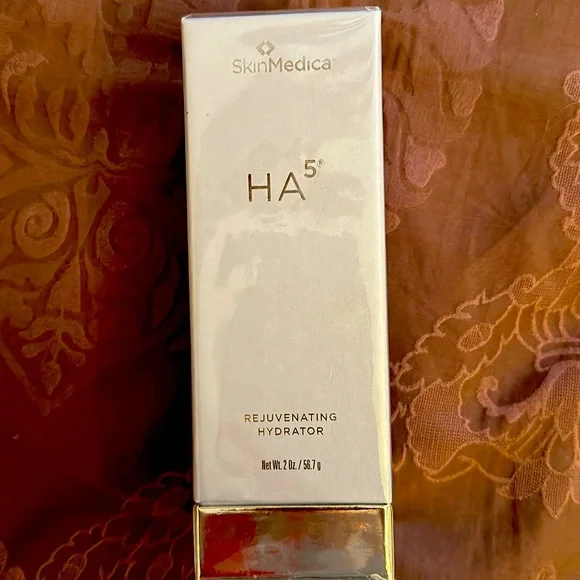 SkinMedica®
HA5®
REJUVENATING
HYDRATOR
Net Wt. 2 Oz. / 56.7 g